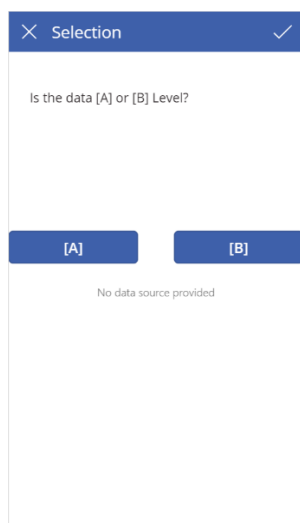 Selection
Is the data [A] or [B] Level?
[A] [B]
No data source provided